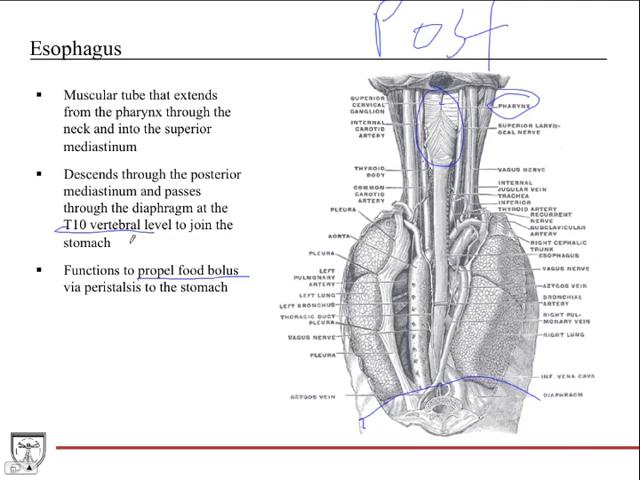 Post
Esophagus
▪ Muscular tube that extends
from the pharynx through the
neck and into the superior
mediastinum
▪ Descends through the posterior
mediastinum and passes
through the diaphragm at the
T10 vertebral level to join the
stomach
▪ Functions to propel food bolus
via peristalsis to the stomach
SUPERIOR
CERVICAL
GANGLION
INTERNAL
CAROTID
ARTERY
THYROID
BODY
COMMON
CAROTID
ARTERY
PLEURA
AORTA
PLEURA
LEFT
PULMONARY
ARTERY
LEFT LUNG
LEFT BRONCHUS
THORACIC DUCT
PLEURA
VAGUS NERVE
PLEURA
AZYGOS VEIN
PHARYNX
SUPERIOR LARYN-
GEAL NERVE
VAGUS NERVE
INTERNAL
JUGULAR VEIN
TRACHEA
INFERIOR
THYROID ARTERY
RECURRENT
NERVE
SUBCLAVICULAR
ARTERY
RIGHT CEPHALIC
TRUNK
ESOPHAGUS
VAGUS NERVE
AZYGOS VEIN
BRONCHIAL
ARTERY
RIGHT PUL-
MONARY VEIN
RIGHT LUNG
INF. VENA CAVA
DIAPHRAGM